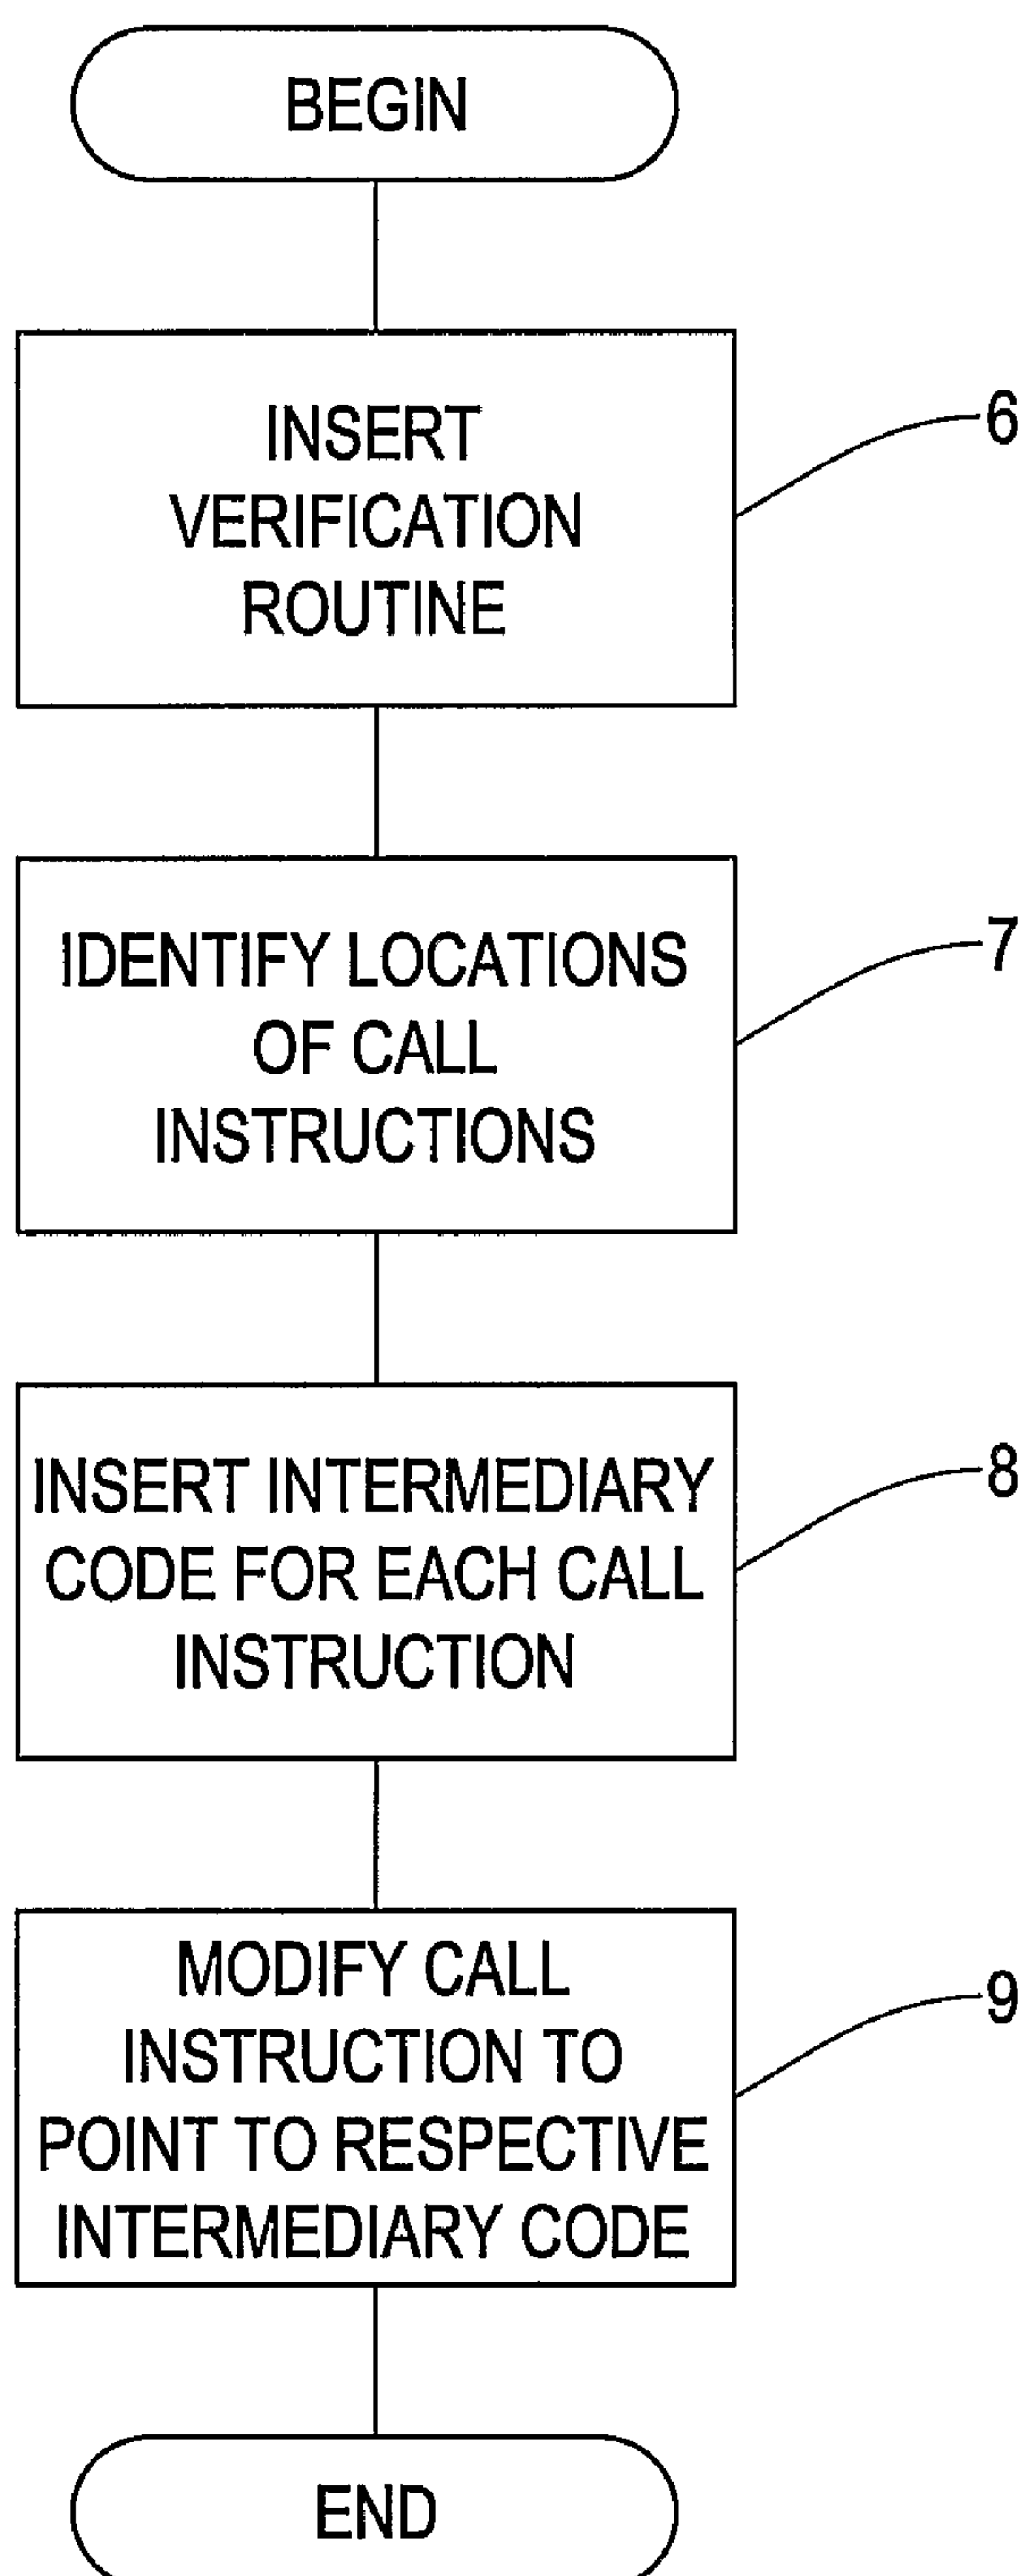 BEGIN
INSERT
VERIFICATION
ROUTINE
6
IDENTIFY LOCATIONS
OF CALL
INSTRUCTIONS
7
INSERT INTERMEDIARY
CODE FOR EACH CALL
INSTRUCTION
8
MODIFY CALL
INSTRUCTION TO
POINT TO RESPECTIVE
INTERMEDIARY CODE
9
END